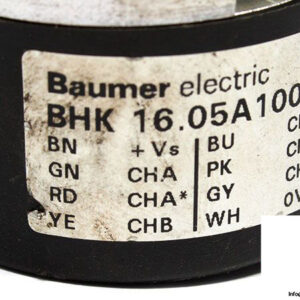 Baumer electric
BHK 16.05A100
BN +Vs BU
GN CHA PK
RD CHA* GY
YE CHB WH 0V